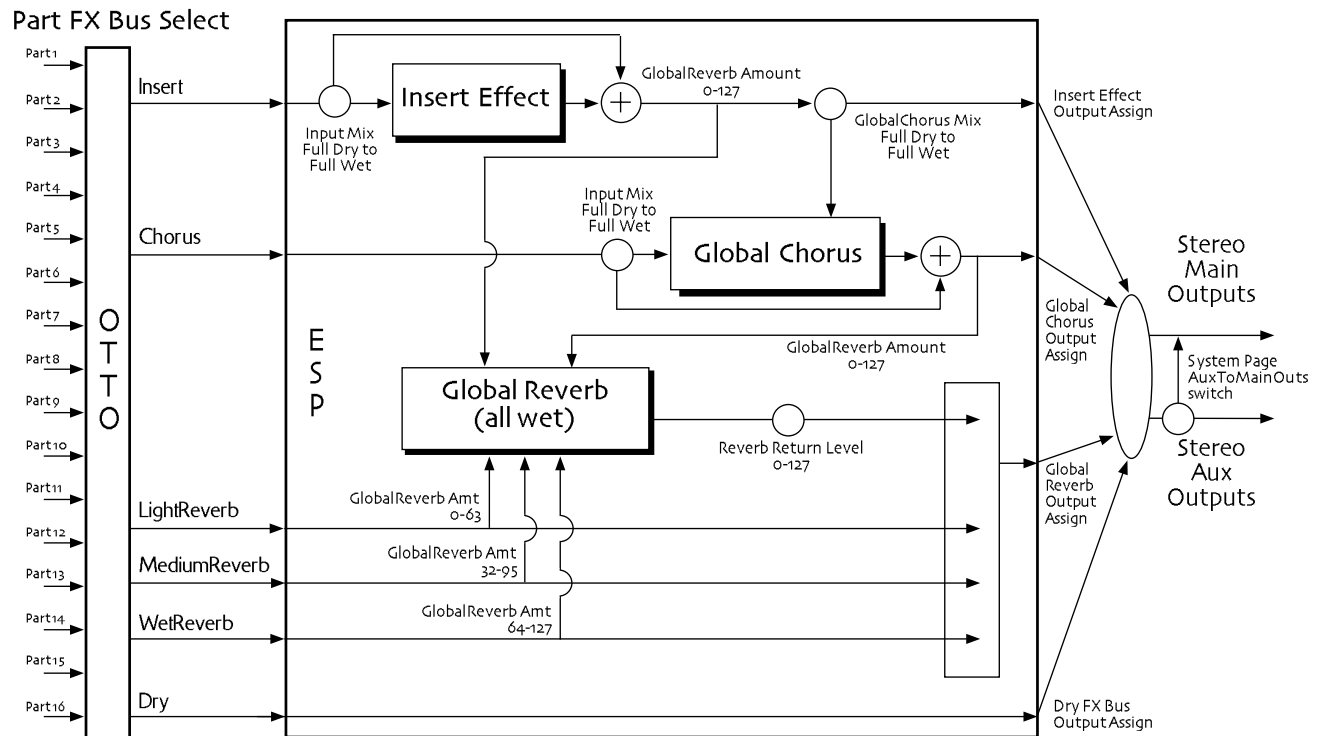 Part FX Bus Select
Part1
Part2
Part3
Part4
Part5
Part6
Part7
Part8
Part9
Part10
Part11
Part12
Part13
Part14
Part15
Part16
O
T
T
O
Insert
Chorus
LightReverb
MediumReverb
WetReverb
Dry
E
S
P
Input Mix
Full Dry to
Full Wet
Insert Effect
+
GlobalReverb Amount
0-127
GlobalChorus Mix
Full Dry to
Full Wet
Input Mix
Full Dry to
Full Wet
Global Chorus
+
GlobalReverb Amount
0-127
Global Reverb
(all wet)
Reverb Return Level
0-127
GlobalReverb Amt
0-63
GlobalReverb Amt
32-95
GlobalReverb Amt
64-127
Insert Effect
Output Assign
Global
Chorus
Output
Assign
Global
Reverb
Output
Assign
Dry FX Bus
Output Assign
Stereo
Main
Outputs
System Page
AuxToMainOuts
switch
Stereo
Aux
Outputs